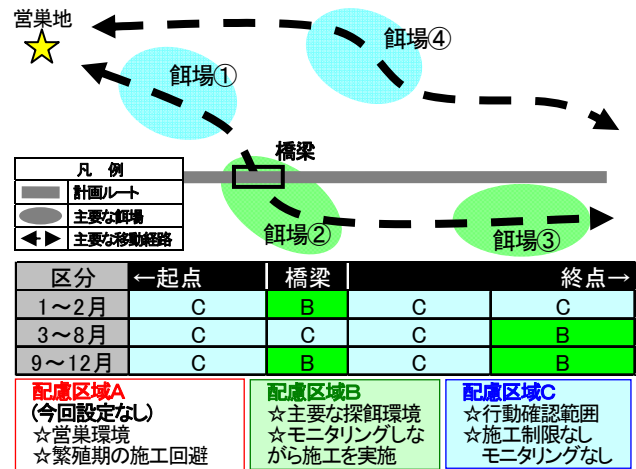 営巣地
餌場④
餌場①
橋梁
凡 例
計画ルート
主要な餌場
主要な移動経路
餌場②
餌場③
区分 ←起点 橋梁 終点→
1～2月 C B C C
3～8月 C C C B
9～12月 C B C B
配慮区域A
(今回設定なし)
☆営巣環境
☆繁殖期の施工回避
配慮区域B
☆主要な採餌環境
☆モニタリングしな
がら施工を実施
配慮区域C
☆行動確認範囲
☆施工制限なし
モニタリングなし